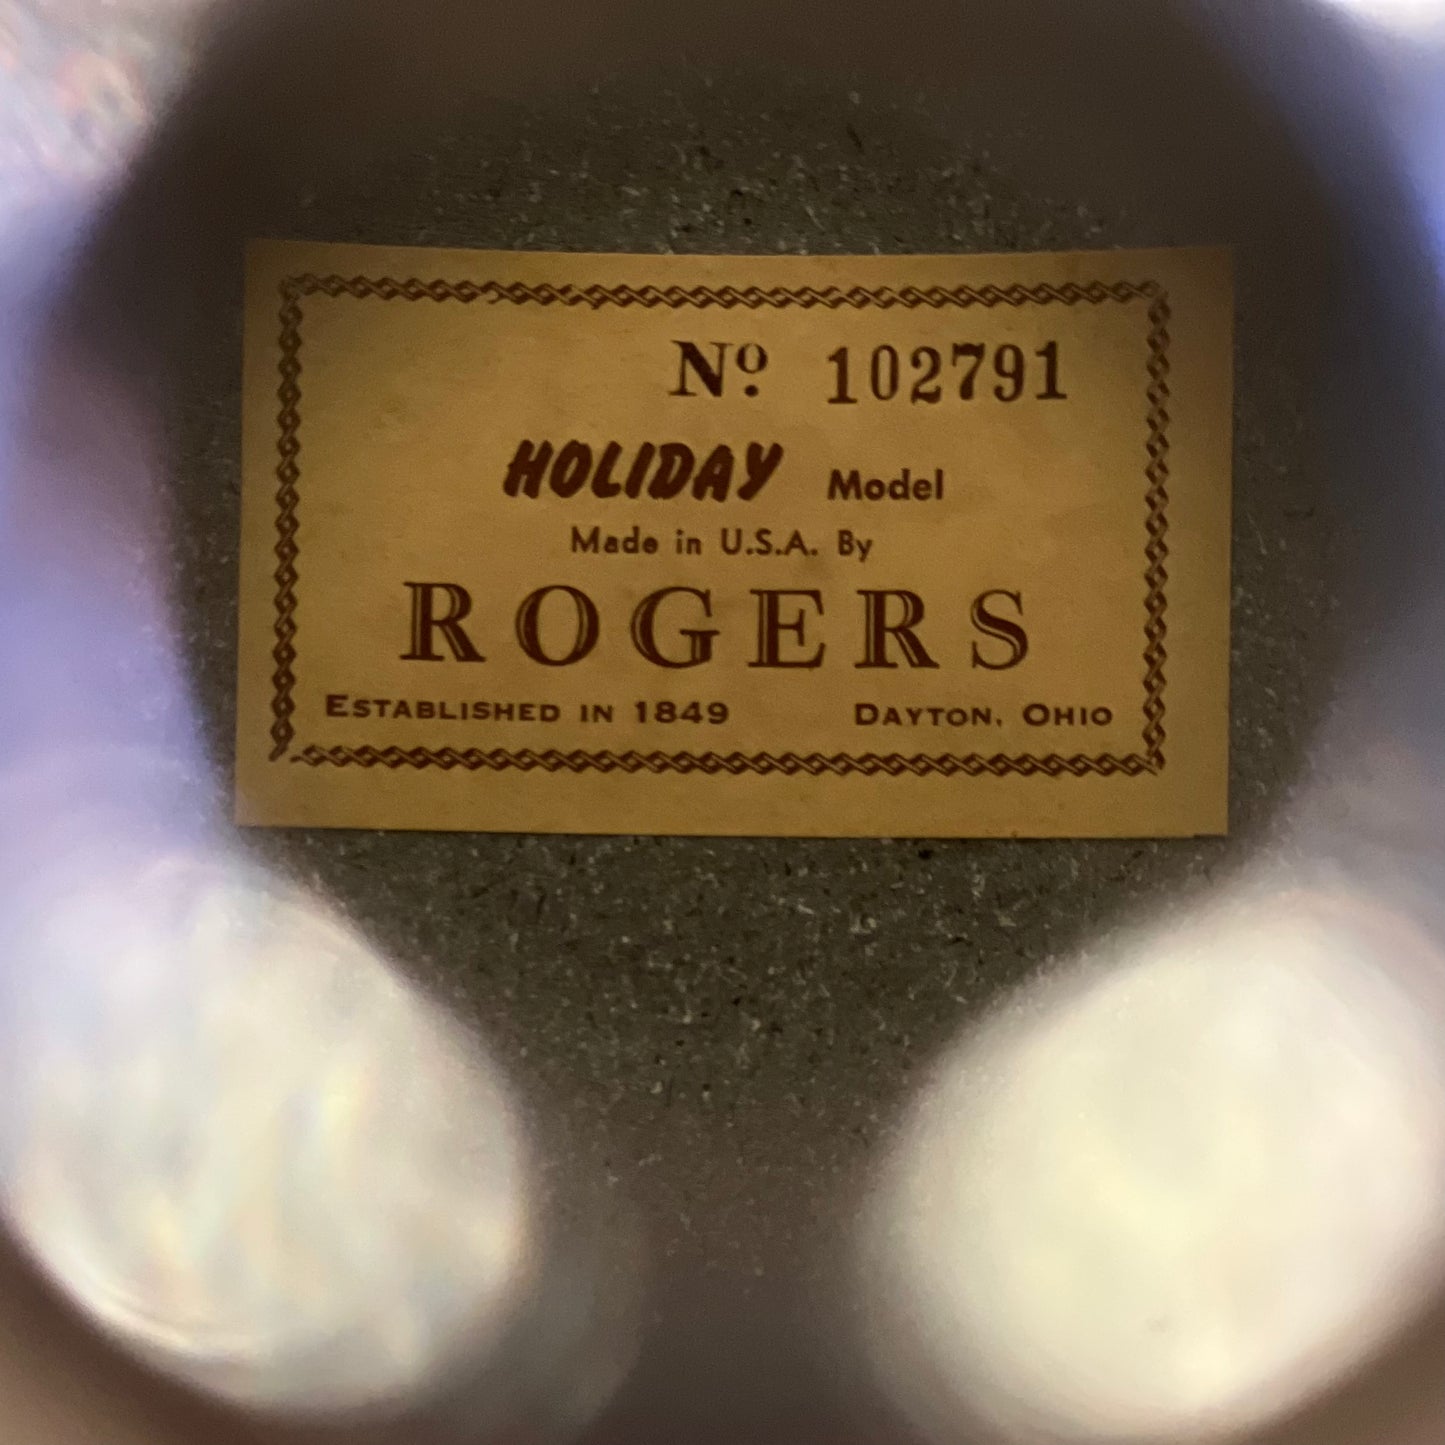 Nº. 102791
HOLIDAY Model
Made in U.S.A. By
ROGERS
ESTABLISHED IN 1849 DAYTON, OHIO